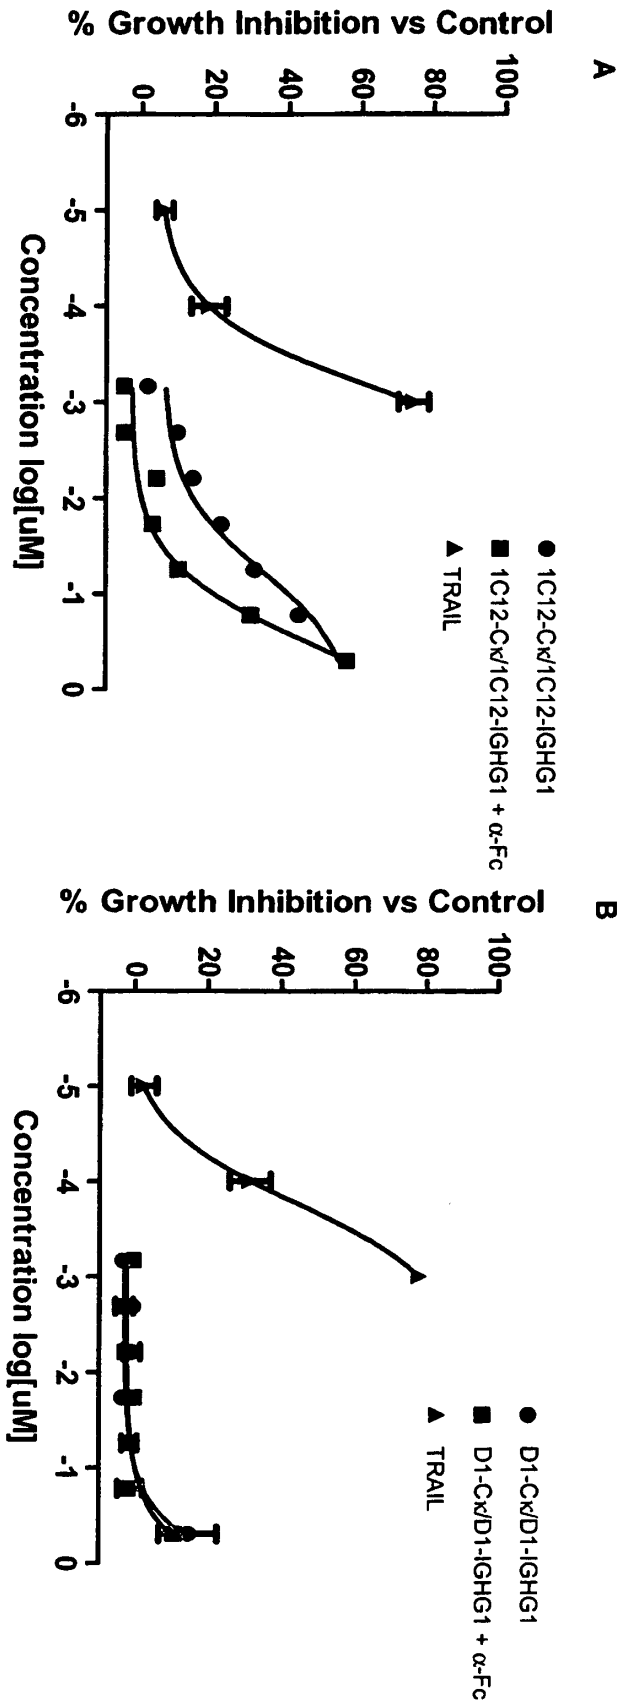 A
% Growth Inhibition vs Control
100
80
60
40
20
0
-6
-5
-4
-3
-2
-1
0
Concentration log[uM]
1C12-Cκ/1C12-IGHG1
1C12-Cκ/1C12-IGHG1 + α-Fc
TRAIL
B
% Growth Inhibition vs Control
100
80
60
40
20
0
-6
-5
-4
-3
-2
-1
0
Concentration log[uM]
D1-Cκ/D1-IGHG1
D1-Cκ/D1-IGHG1 + α-Fc
TRAIL